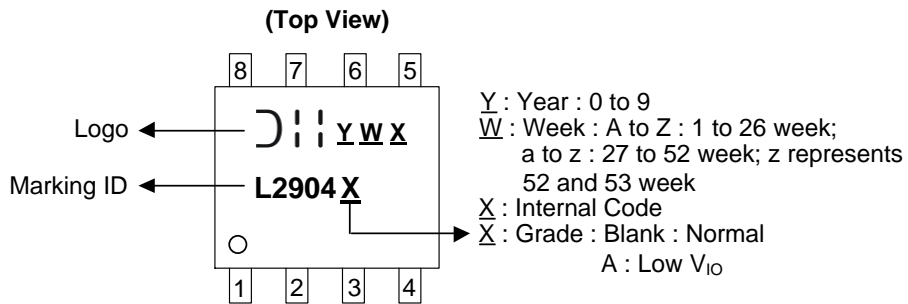 (Top View)
8 7 6 5
Logo
Y W X
Marking ID
L2904 X
1 2 3 4
Y : Year : 0 to 9
W : Week : A to Z : 1 to 26 week;
a to z : 27 to 52 week; z represents
52 and 53 week
X : Internal Code
X : Grade : Blank : Normal
A : Low VIO